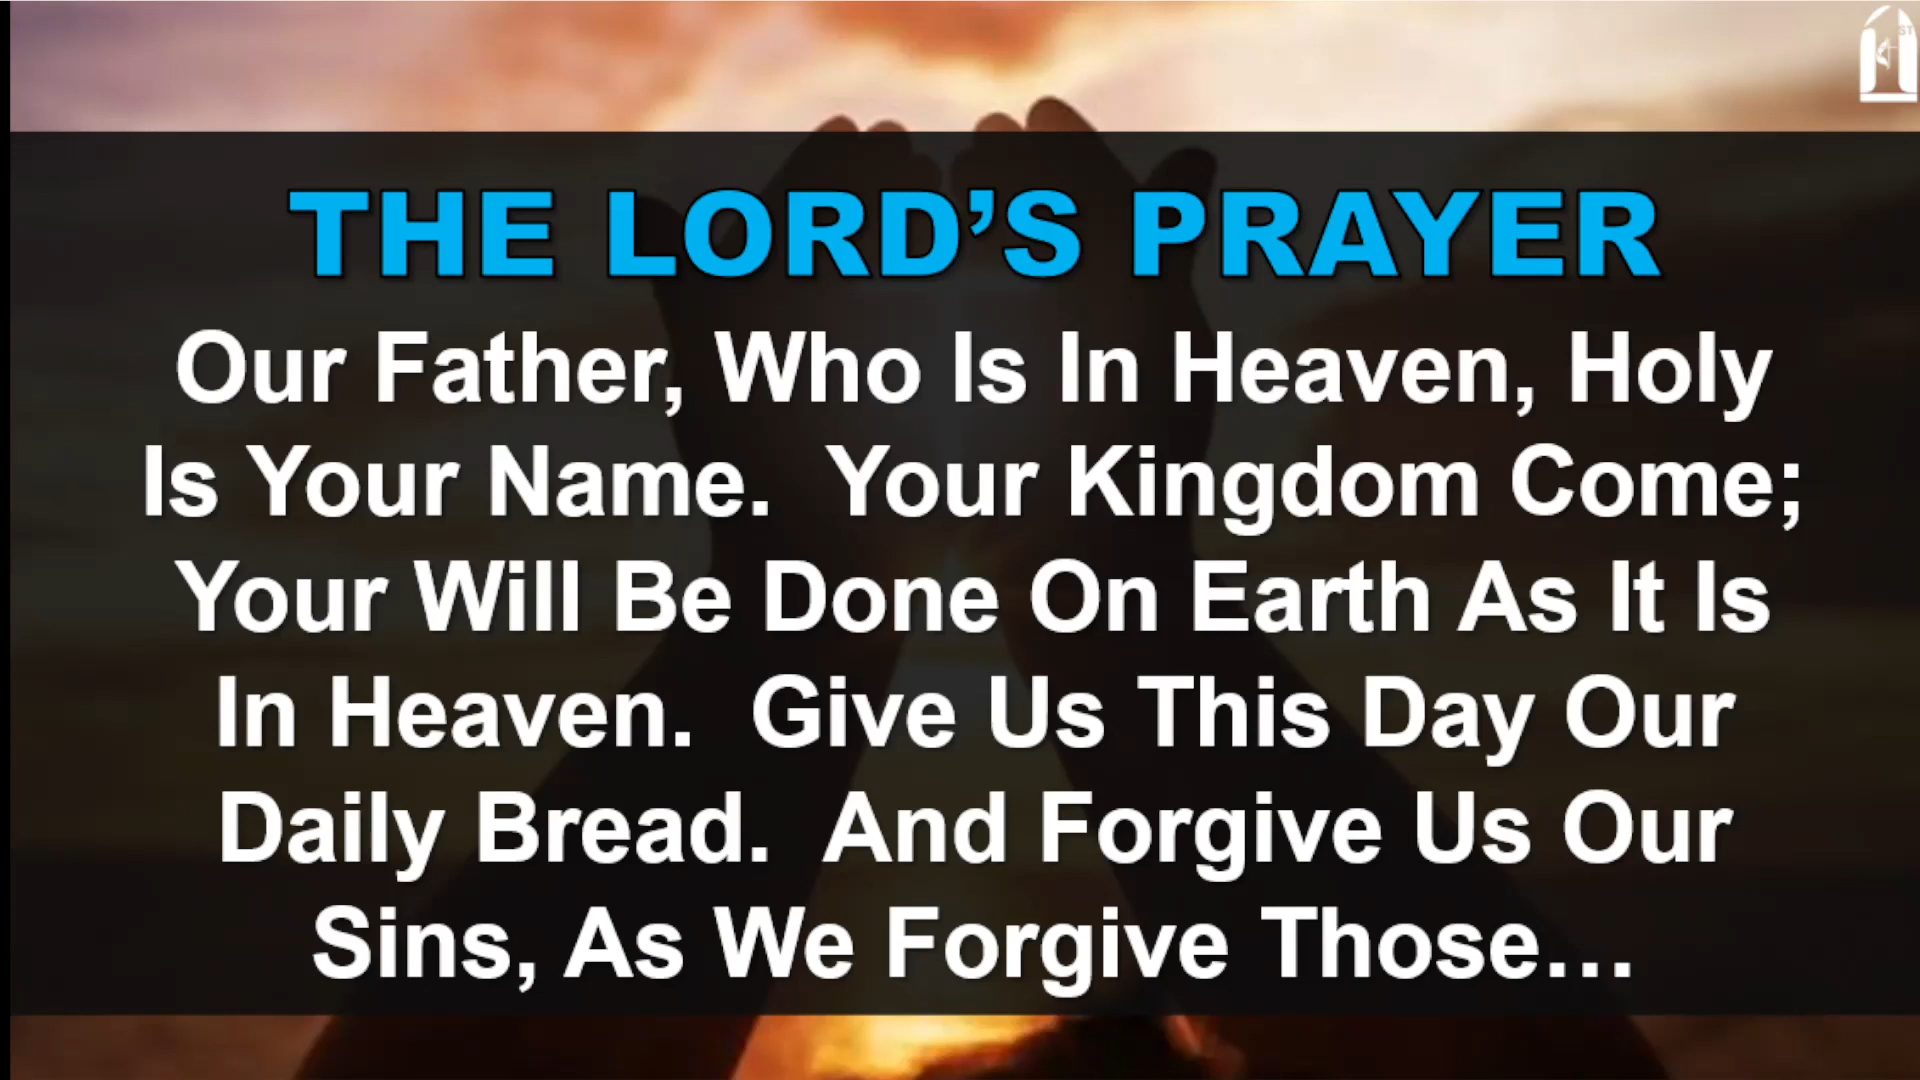 ST
THE LORD’S PRAYER
Our Father, Who Is In Heaven, Holy
Is Your Name.  Your Kingdom Come;
Your Will Be Done On Earth As It Is
In Heaven.  Give Us This Day Our
Daily Bread.  And Forgive Us Our
Sins, As We Forgive Those…